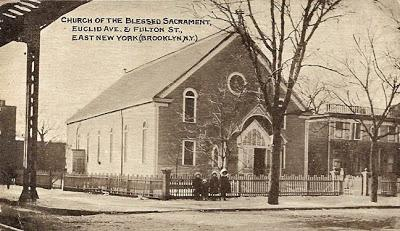 CHURCH OF THE BLESSED SACRAMENT,
EUCLID AVE. & FULTON ST.,
EAST NEW YORK (BROOKLYN.N.Y.)